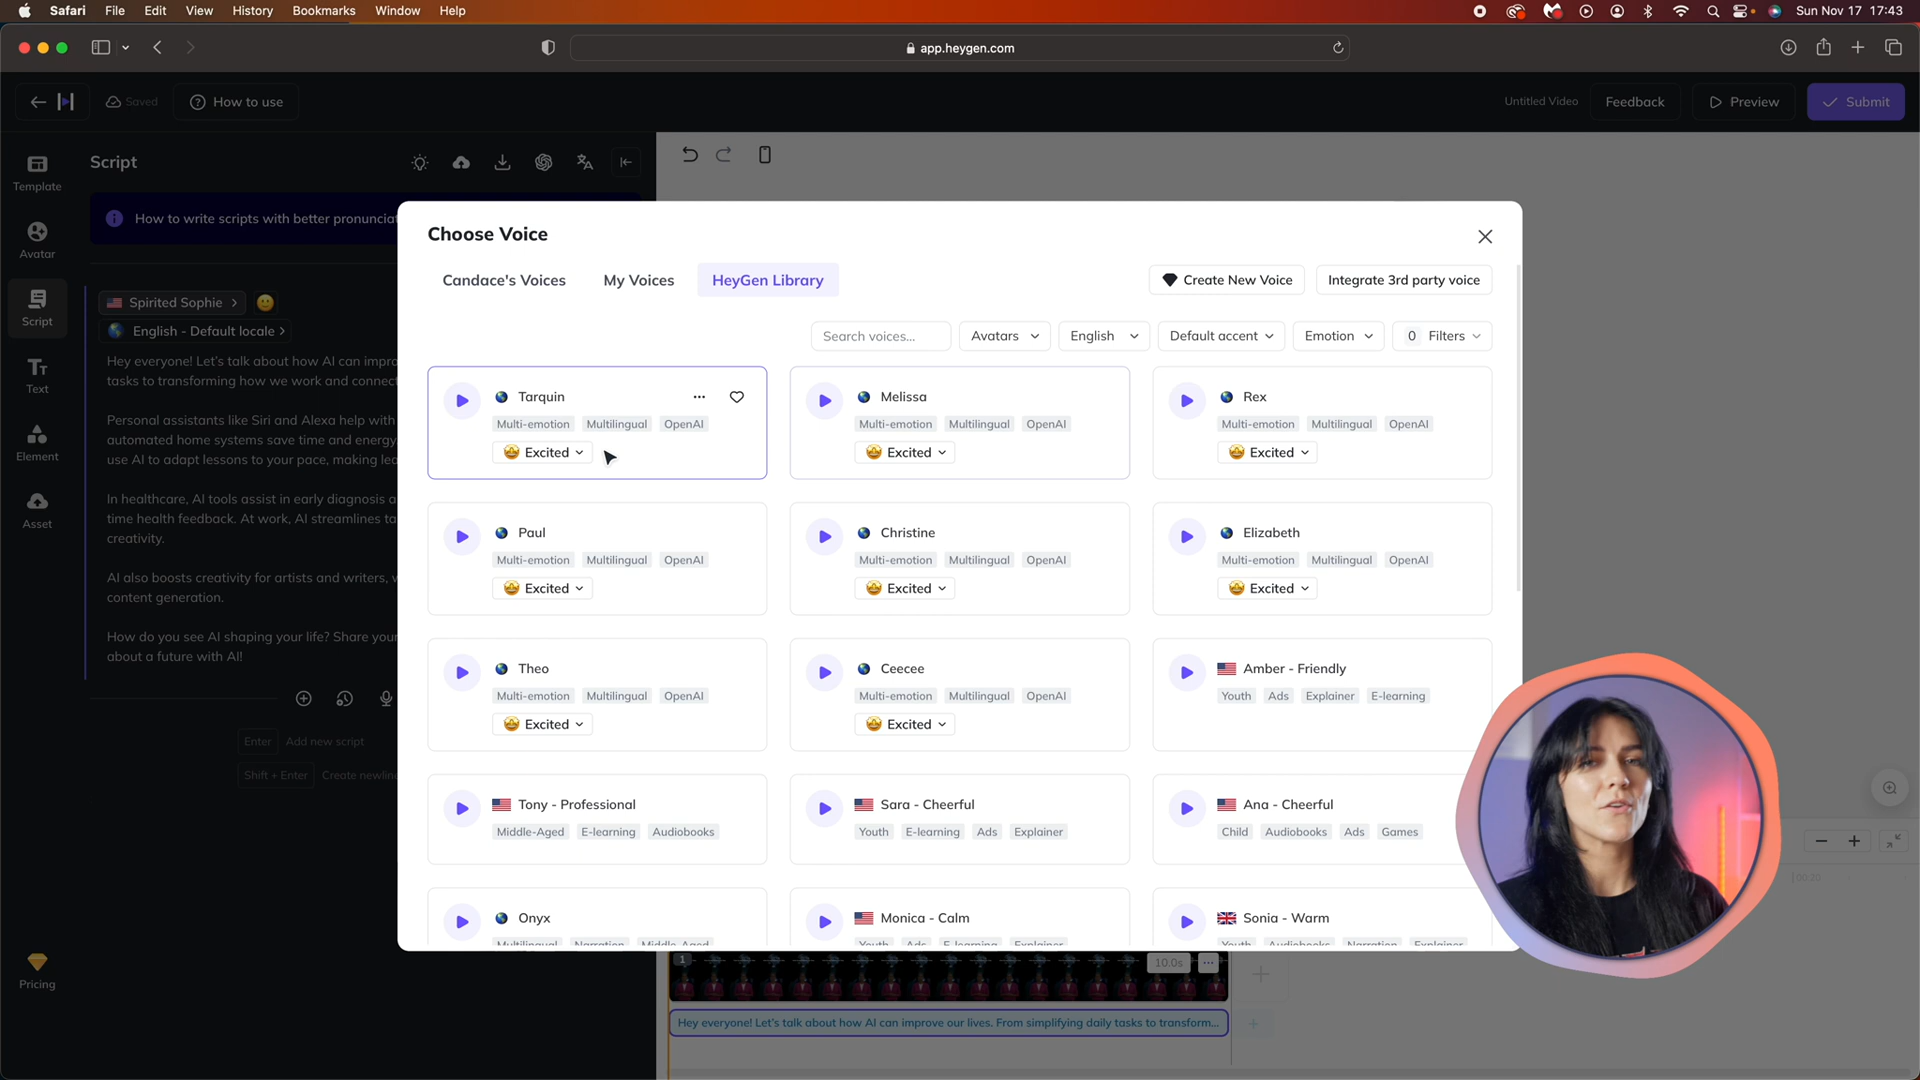 Safari File Edit View History Bookmarks Window Help
Sun Nov 17 17:43
app.heygen.com
Saved
How to use
Untitled Video
Feedback
Preview
Submit
Template
Avatar
Script
Text
Element
Asset
Pricing
Script
How to write scripts with better
Spirited Sophie
English - Default locale
Hey everyone! Let's talk about how AI can
tasks to transforming how we work and
Personal assistants like Siri and Alexa help with
automated home systems save time and energy
use AI to adapt lessons to your pace, making
In healthcare, AI tools assist in early diagnosis
time health feedback. At work, AI streamlines
creativity.
AI also boosts creativity for artists and writers,
content generation.
How do you see AI shaping your life? Share your
about a future with AI!
Enter Add new script
Shift + Enter Create
Choose Voice
Candace's Voices
My Voices
HeyGen Library
Create New Voice
Integrate 3rd party voice
Search voices...
Avatars
English
Default accent
Emotion
0 Filters
Tarquin
Multi-emotion Multilingual OpenAI
Excited
Melissa
Multi-emotion Multilingual OpenAI
Excited
Rex
Multi-emotion Multilingual OpenAI
Excited
Paul
Multi-emotion Multilingual OpenAI
Excited
Christine
Multi-emotion Multilingual OpenAI
Excited
Elizabeth
Multi-emotion Multilingual OpenAI
Excited
Theo
Multi-emotion Multilingual OpenAI
Excited
Ceecee
Multi-emotion Multilingual OpenAI
Excited
Amber - Friendly
Youth Ads Explainer E-learning
Tony - Professional
Middle-Aged E-learning Audiobooks
Sara - Cheerful
Youth E-learning Ads Explainer
Ana - Cheerful
Child Audiobooks Ads Games
Onyx
Multilingual Narration Middle-Aged
Monica - Calm
Youth Ads E-learning Explainer
Sonia - Warm
Youth Audiobooks Narration Explainer
00:20
1
10.0s
Hey everyone! Let's talk about how AI can improve our lives. From simplifying daily tasks to transform...